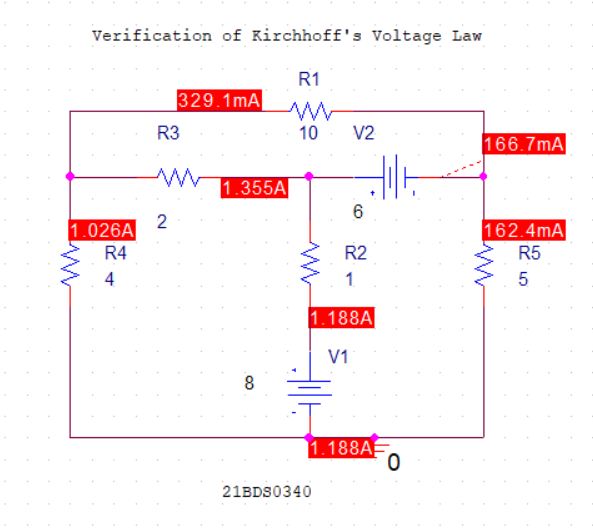 Verification of Kirchhoff's Voltage Law
R1
329.1mA
R3
10
V2
166.7mA
1.355A
6
2
1.026A
162.4mA
R4
R2
R5
4
1
5
1.188A
V1
8
1.188A
0
21BDS0340